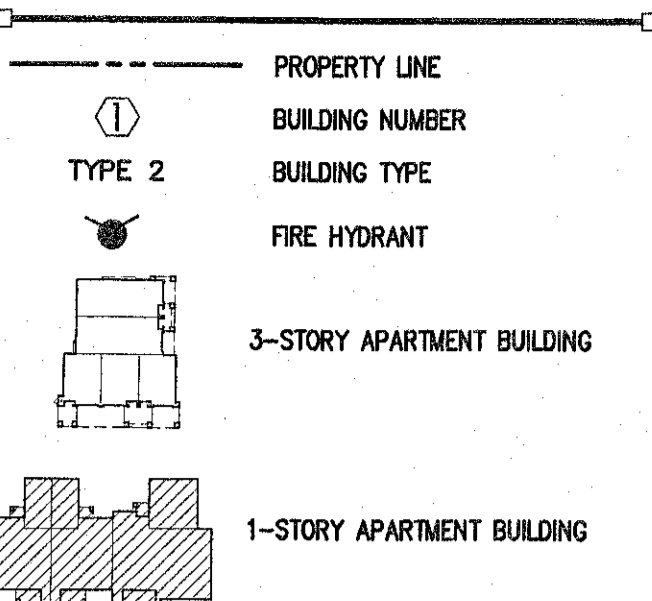 PROPERTY LINE
1 BUILDING NUMBER
TYPE 2 BUILDING TYPE
FIRE HYDRANT
3-STORY APARTMENT BUILDING
1-STORY APARTMENT BUILDING